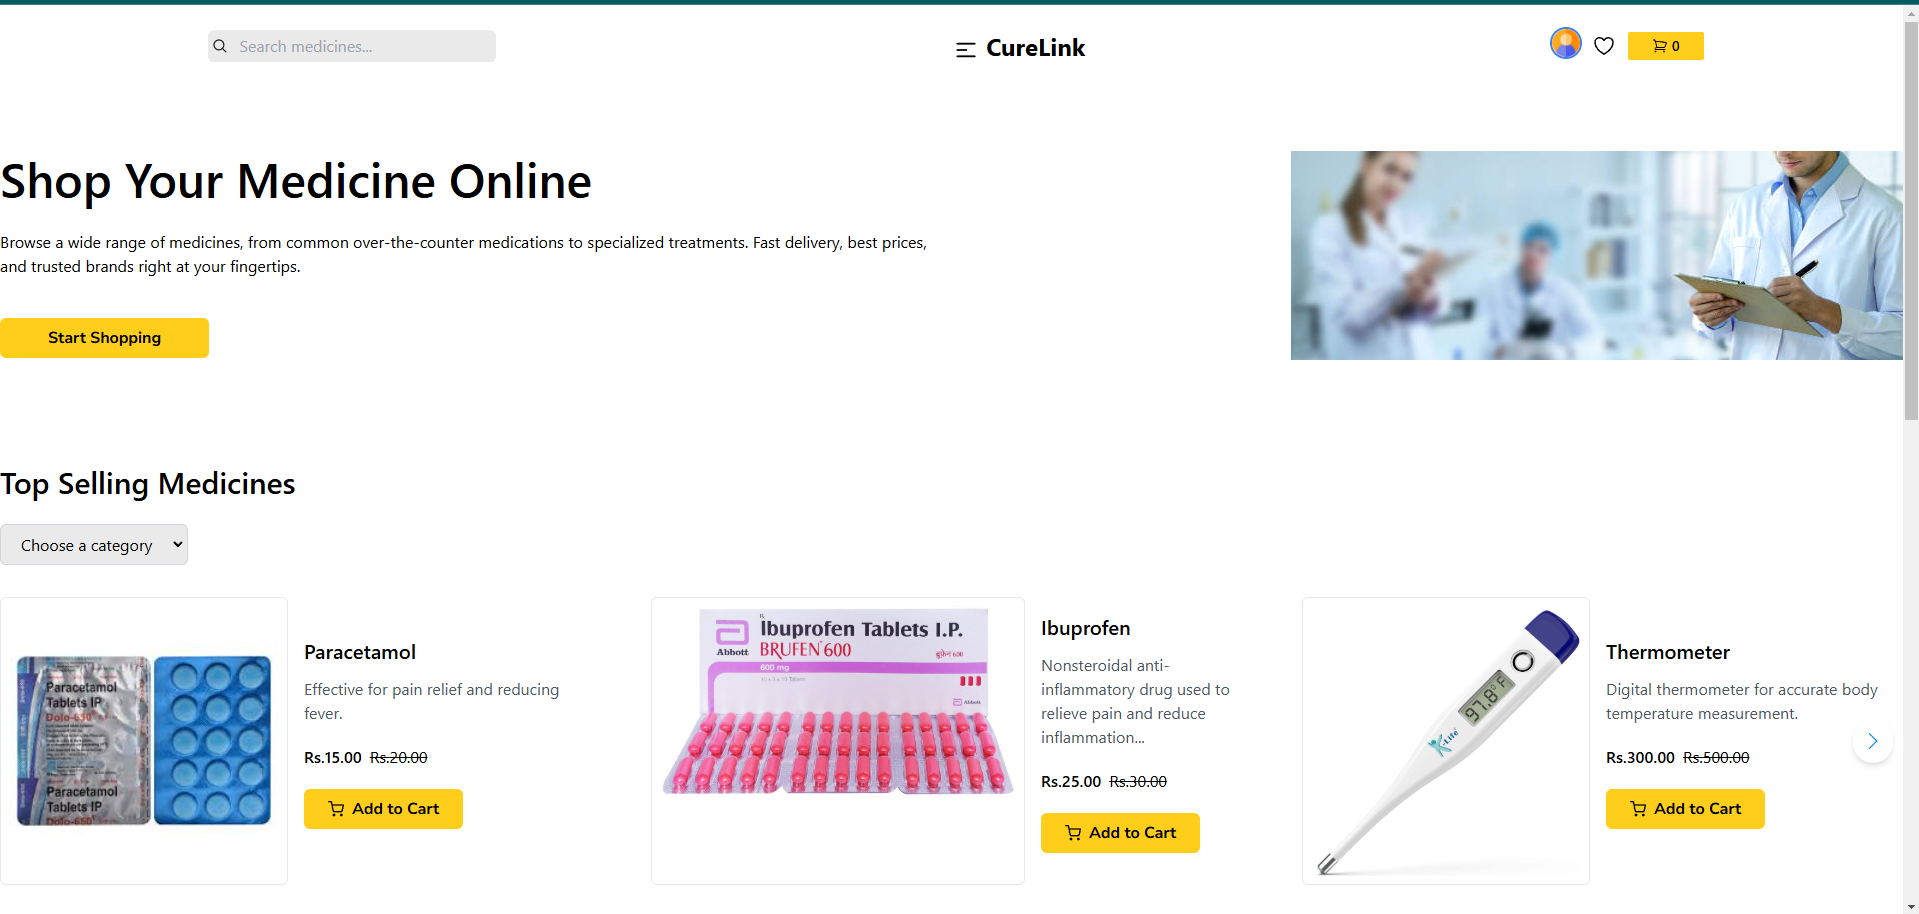 Search medicines...
CureLink
0
Shop Your Medicine Online
Browse a wide range of medicines, from common over-the-counter medications to specialized treatments. Fast delivery, best prices,
and trusted brands right at your fingertips.
Start Shopping
Top Selling Medicines
Choose a category
Paracetamol
Tablets IP
Dolo-650
Paracetamol
Tablets IP
Dolo-650
Paracetamol
Effective for pain relief and reducing
fever.
Rs.15.00 Rs.20.00
Add to Cart
Abbott
Ibuprofen Tablets I.P.
BRUFEN 600
600 mg
Abbott
Ibuprofen
Nonsteroidal anti-
inflammatory drug used to
relieve pain and reduce
inflammation...
Rs.25.00 Rs.30.00
Add to Cart
97.8°F
K-Life
Thermometer
Digital thermometer for accurate body
temperature measurement.
Rs.300.00 Rs.500.00
Add to Cart